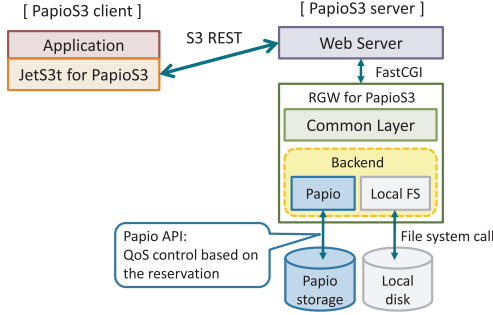 [ PapioS3 client ]
[ PapioS3 server ]
Application
JetS3t for PapioS3
S3 REST
Web Server
FastCGI
RGW for PapioS3
Common Layer
Backend
Papio
Local FS
Papio API:
QoS control based on
the reservation
File system call
Papio
storage
Local
disk